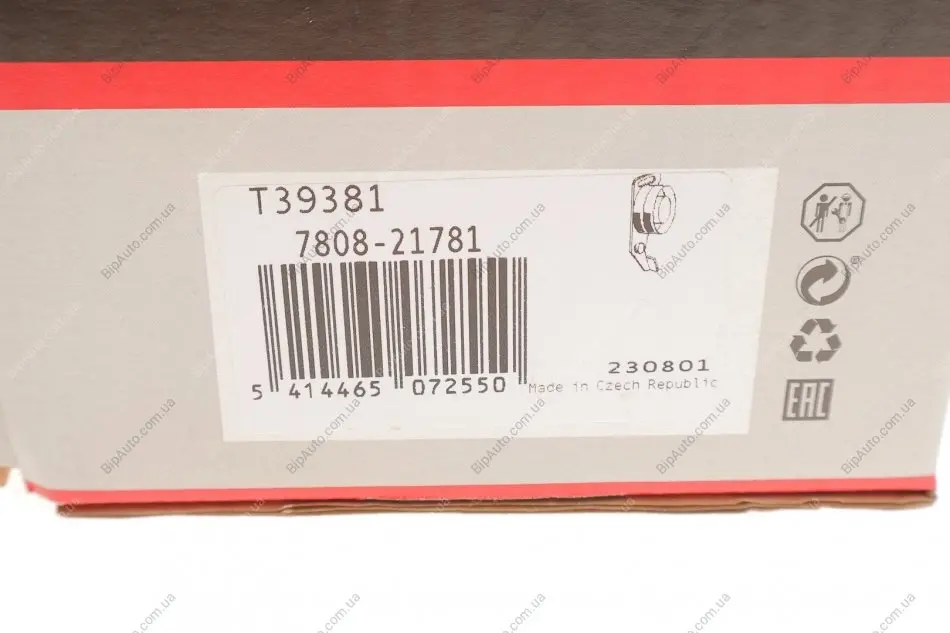 T39381
7808-21781
5 414465 072550
230801
Made in Czech Republic
EAC
BipAuto.com.ua